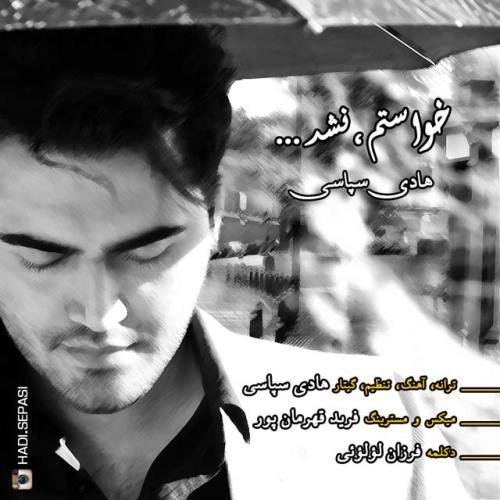 خواستم ، نشد ...
هادی سپاسی
ترانه، آهنگ، تنظیم، گیتار هادی سپاسی
میکس و مسترینگ فرید قهرمان پور
دکلمه فرزان لؤلؤئی
HADI.SEPASI